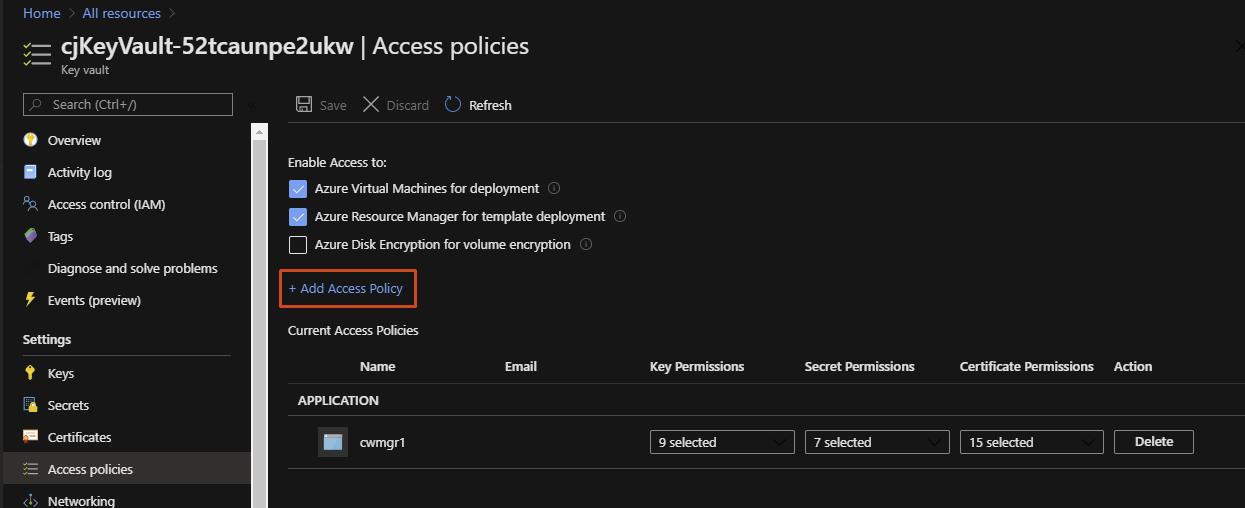 Home > All resources >
cjKeyVault-52tcaunpe2ukw | Access policies
Key vault
Search (Ctrl+/)
«
Save Discard Refresh
Overview
Activity log
Access control (IAM)
Tags
Diagnose and solve problems
Events (preview)
Settings
Keys
Secrets
Certificates
Access policies
Networking
Enable Access to:
Azure Virtual Machines for deployment
Azure Resource Manager for template deployment
Azure Disk Encryption for volume encryption
+ Add Access Policy
Current Access Policies
Name Email Key Permissions Secret Permissions Certificate Permissions Action
APPLICATION
cwmgr1 9 selected 7 selected 15 selected Delete